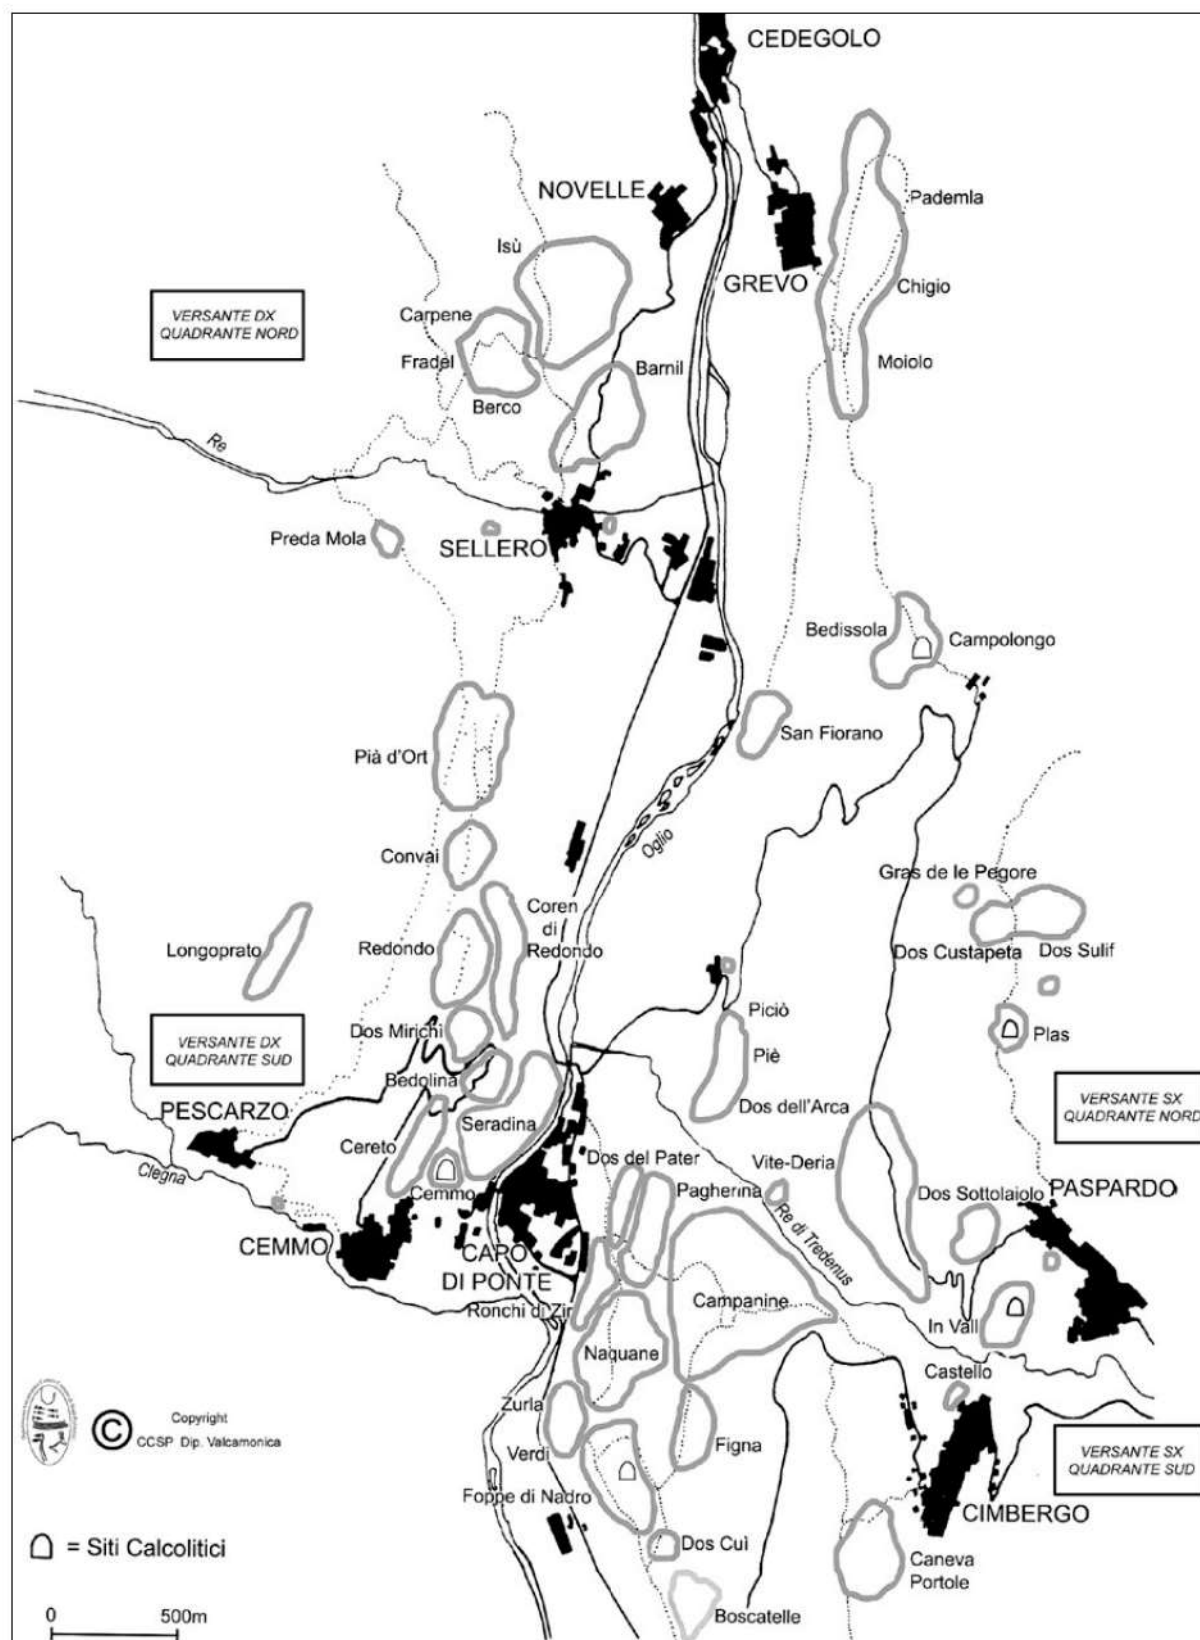 CEDEGOLO
NOVELLE
Pademla
Isù
GREVO
Chigio
VERSANTE DX
QUADRANTE NORD
Carpene
Fradel
Barnil
Moiolo
Berco
Re
Preda Mola
SELLERO
Bedissola
Campolongo
San Fiorano
Pià d'Ort
Oglio
Convai
Gras de le Pegore
Coren
di
Redondo
Longoprato
Redondo
Dos Custapeta
Dos Sulif
Piciò
Dos Mirichi
Plas
VERSANTE DX
QUADRANTE SUD
Piè
Bedolina
PESCARZO
Seradina
Dos dell'Arca
VERSANTE SX
QUADRANTE NORD
Cereto
Clegna
Dos del Pater
Vite-Deria
Cemmo
Pagherina
Dos Sottolaiolo
PASPARDO
Re di Tredenus
CEMMO
CAPO
DI PONTE
Ronchi di Zir
Campanine
In Vall
Naquane
Castello
Zurla
Copyright
CCSP Dip. Valcamonica
©
Verdi
Figna
VERSANTE SX
QUADRANTE SUD
Foppe di Nadro
CIMBERGO
= Siti Calcolitici
Dos Cuì
Caneva
Portole
Boscatelle
0 500m